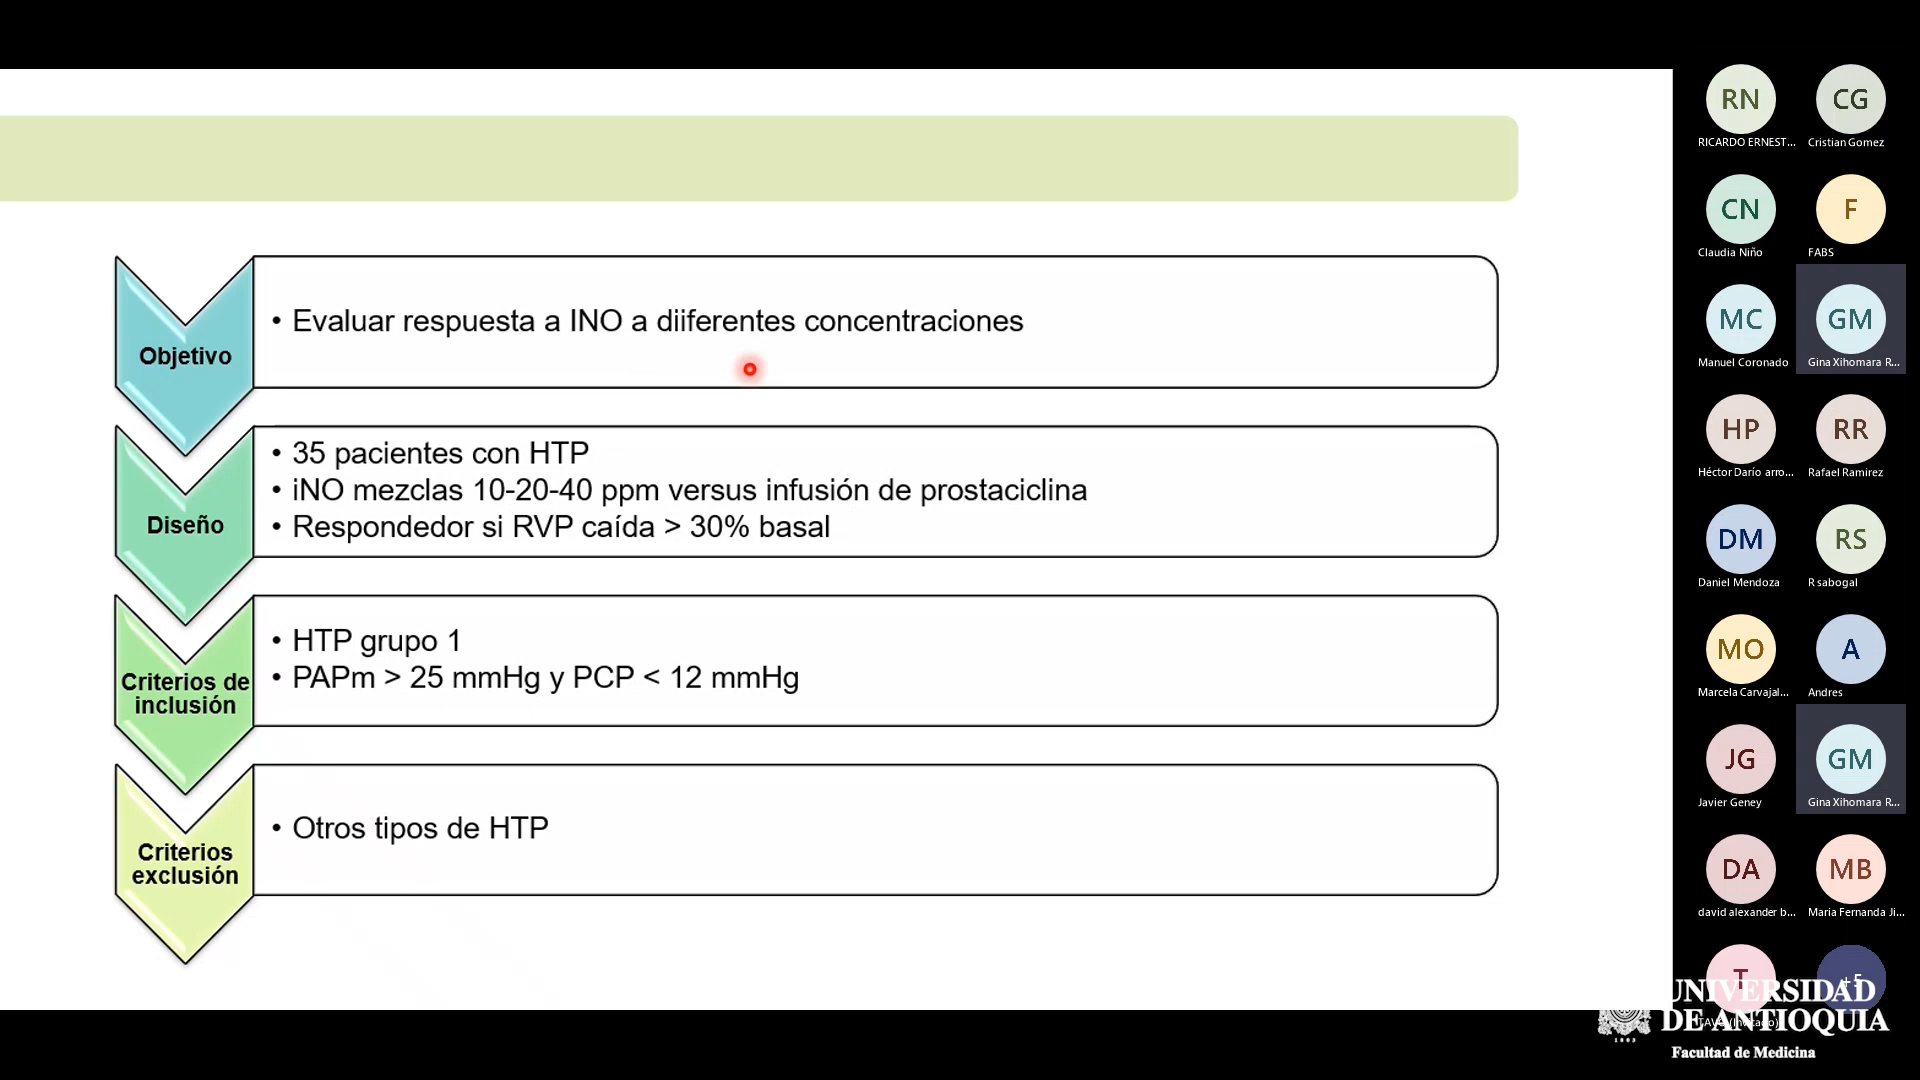 Objetivo
• Evaluar respuesta a INO a diiferentes concentraciones
Diseño
• 35 pacientes con HTP
• iNO mezclas 10-20-40 ppm versus infusión de prostaciclina
• Respondedor si RVP caída > 30% basal
Criterios de
inclusión
• HTP grupo 1
• PAPm > 25 mmHg y PCP < 12 mmHg
Criterios
exclusión
• Otros tipos de HTP
RN
RICARDO ERNEST...
CG
Cristian Gomez
CN
Claudia Niño
F
FABS
MC
Manuel Coronado
GM
Gina Xihomara R...
HP
Héctor Darío arro...
RR
Rafael Ramirez
DM
Daniel Mendoza
RS
R sabogal
MO
Marcela Carvajal...
A
Andres
JG
Javier Geney
GM
Gina Xihomara R...
DA
david alexander b...
MB
Maria Fernanda Ji...
T
+5
UNIVERSIDAD
DE ANTIOQUIA
1803
Facultad de Medicina